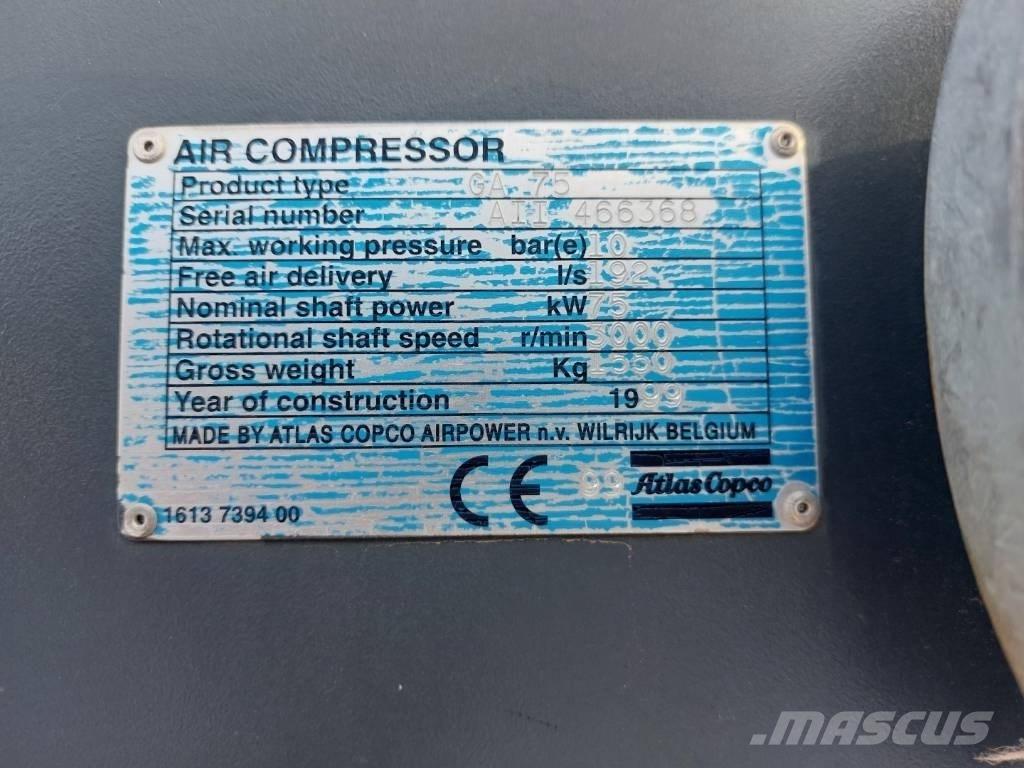 AIR COMPRESSOR
Product type GA 75
Serial number AII 466368
Max. working pressure bar(e) 10
Free air delivery l/s 192
Nominal shaft power kW 75
Rotational shaft speed r/min 3000
Gross weight Kg
Year of construction 1999
MADE BY ATLAS COPCO AIRPOWER n.v. WILRIJK BELGIUM
CE 99 Atlas Copco
1613 7394 00
MASCUS